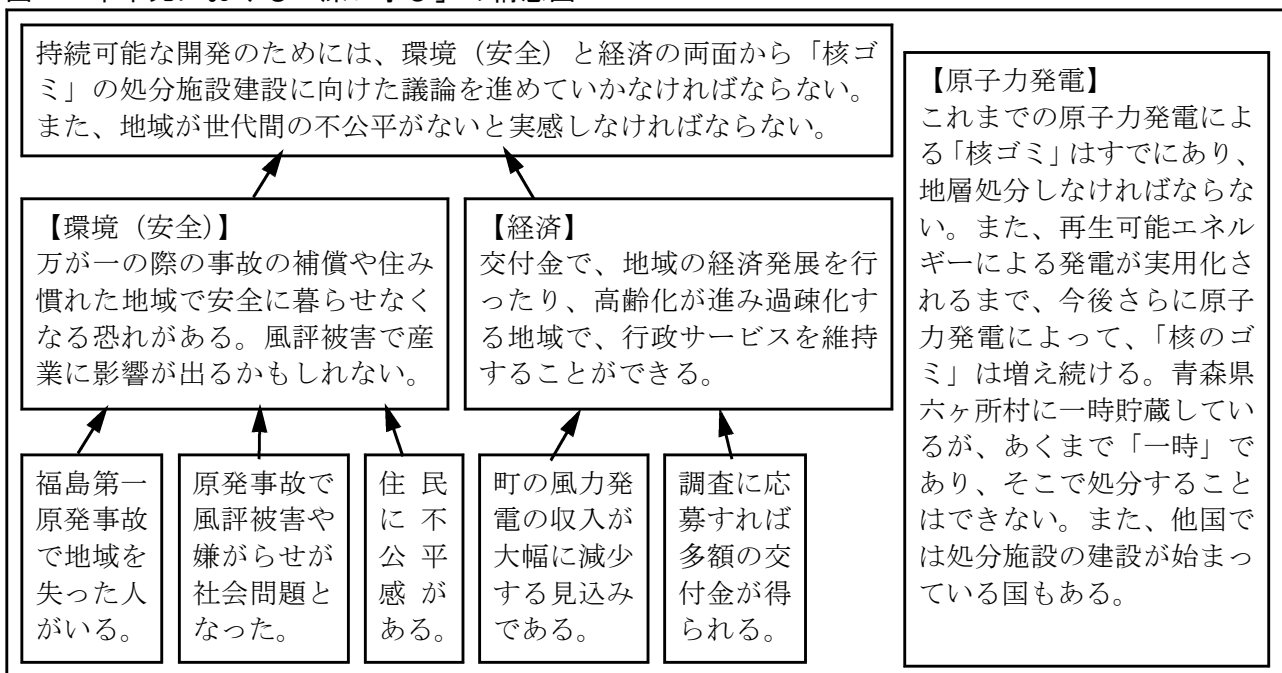 持続可能な開発のためには、環境（安全）と経済の両面から「核ゴ
ミ」の処分施設建設に向けた議論を進めていかなければならない。
また、地域が世代間の不公平がないと実感しなければならない。
【環境（安全）】
万が一の際の事故の補償や住み
慣れた地域で安全に暮らせなく
なる恐れがある。風評被害で産
業に影響が出るかもしれない。
【経済】
交付金で、地域の経済発展を行
ったり、高齢化が進み過疎化す
る地域で、行政サービスを維持
することができる。
福島第一
原発事故
で地域を
失った人
がいる。
原発事故で
風評被害や
嫌がらせが
社会問題と
なった。
住民
に不
公平
感が
ある。
町の風力発
電の収入が
大幅に減少
する見込み
である。
調査に応
募すれば
多額の交
付金が得
られる。
【原子力発電】
これまでの原子力発電によ
る「核ゴミ」はすでにあり、
地層処分しなければならな
い。また、再生可能エネル
ギーによる発電が実用化さ
れるまで、今後さらに原子
力発電によって、「核のゴ
ミ」は増え続ける。青森県
六ヶ所村に一時貯蔵してい
るが、あくまで「一時」で
あり、そこで処分すること
はできない。また、他国で
は処分施設の建設が始まっ
ている国もある。